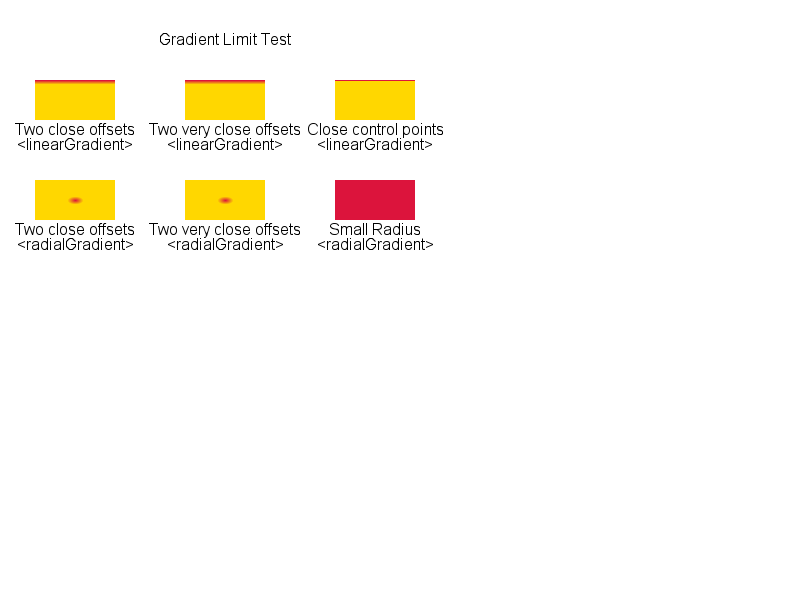 Gradient Limit Test
Two close offsets
<linearGradient>
Two very close offsets
<linearGradient>
Close control points
<linearGradient>
Two close offsets
<radialGradient>
Two very close offsets
<radialGradient>
Small Radius
<radialGradient>